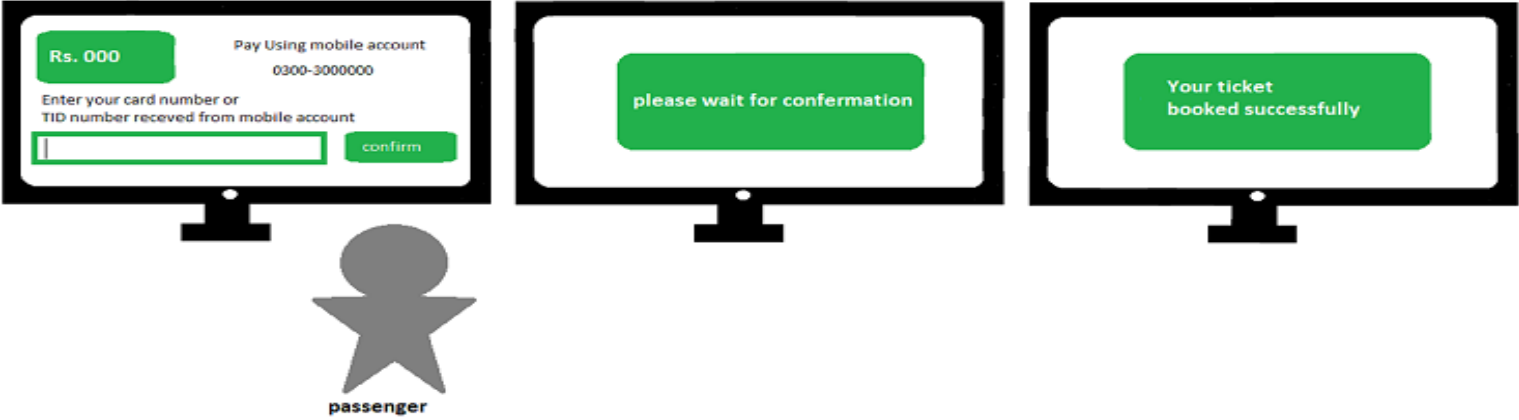 Rs. 000
Pay Using mobile account
0300-3000000
Enter your card number or
TID number receved from mobile account
confirm
please wait for confermation
Your ticket
booked successfully
passenger